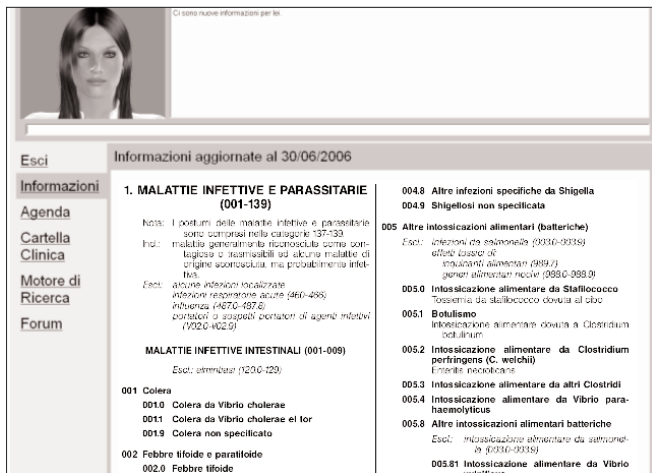 Ci sono nuove informazioni per lei.
Esci
Informazioni
Agenda
Cartella
Clinica
Motore di
Ricerca
Forum
Informazioni aggiornate al 30/06/2006
1. MALATTIE INFETTIVE E PARASSITARIE
(001-139)
Nota: I postumi delle malattie infettive e parassitarie
sono compresi nelle categorie 137-139.
Incl.: malattie generalmente riconosciute come con-
tagiose o trasmissibili ed alcune malattie di
origine sconosciuta, ma probabilmente infet-
tiva.
Escl.: alcune infezioni localizzate
infezioni respiratorie acute (460-466)
influenza (487.0-487.8)
portatori o sospetti portatori di agenti infettivi
(V02.0-V02.9)
MALATTIE INFETTIVE INTESTINALI (001-009)
Escl.: elmintiasi (120.0-129)
001 Colera
001.0 Colera da Vibrio cholerae
001.1 Colera da Vibrio cholerae el tor
001.9 Colera non specificato
002 Febbre tifoide e paratifoide
002.0 Febbre tifoide
004.8 Altre infezioni specifiche da Shigella
004.9 Shigellosi non specificata
005 Altre intossicazioni alimentari (batteriche)
Escl.: infezioni da salmonella (003.0-003.9)
effetti tossici di:
inquinanti alimentari (989.7)
generi alimentari nocivi (988.0-988.9)
005.0 Intossicazione alimentare da Stafilococco
Tossiemia da stafilococco dovuta al cibo
005.1 Botulismo
Intossicazione alimentare dovuta a Clostridium
botulinum
005.2 Intossicazione alimentare da Clostridium
perfringens (C. welchii)
Enterite necroticans
005.3 Intossicazione alimentare da altri Clostridi
005.4 Intossicazione alimentare da Vibrio para-
haemolyticus
005.8 Altre intossicazioni alimentari batteriche
Escl.: intossicazione alimentare da salmonel-
la (003.0-003.9)
005.81 Intossicazione alimentare da Vibrio